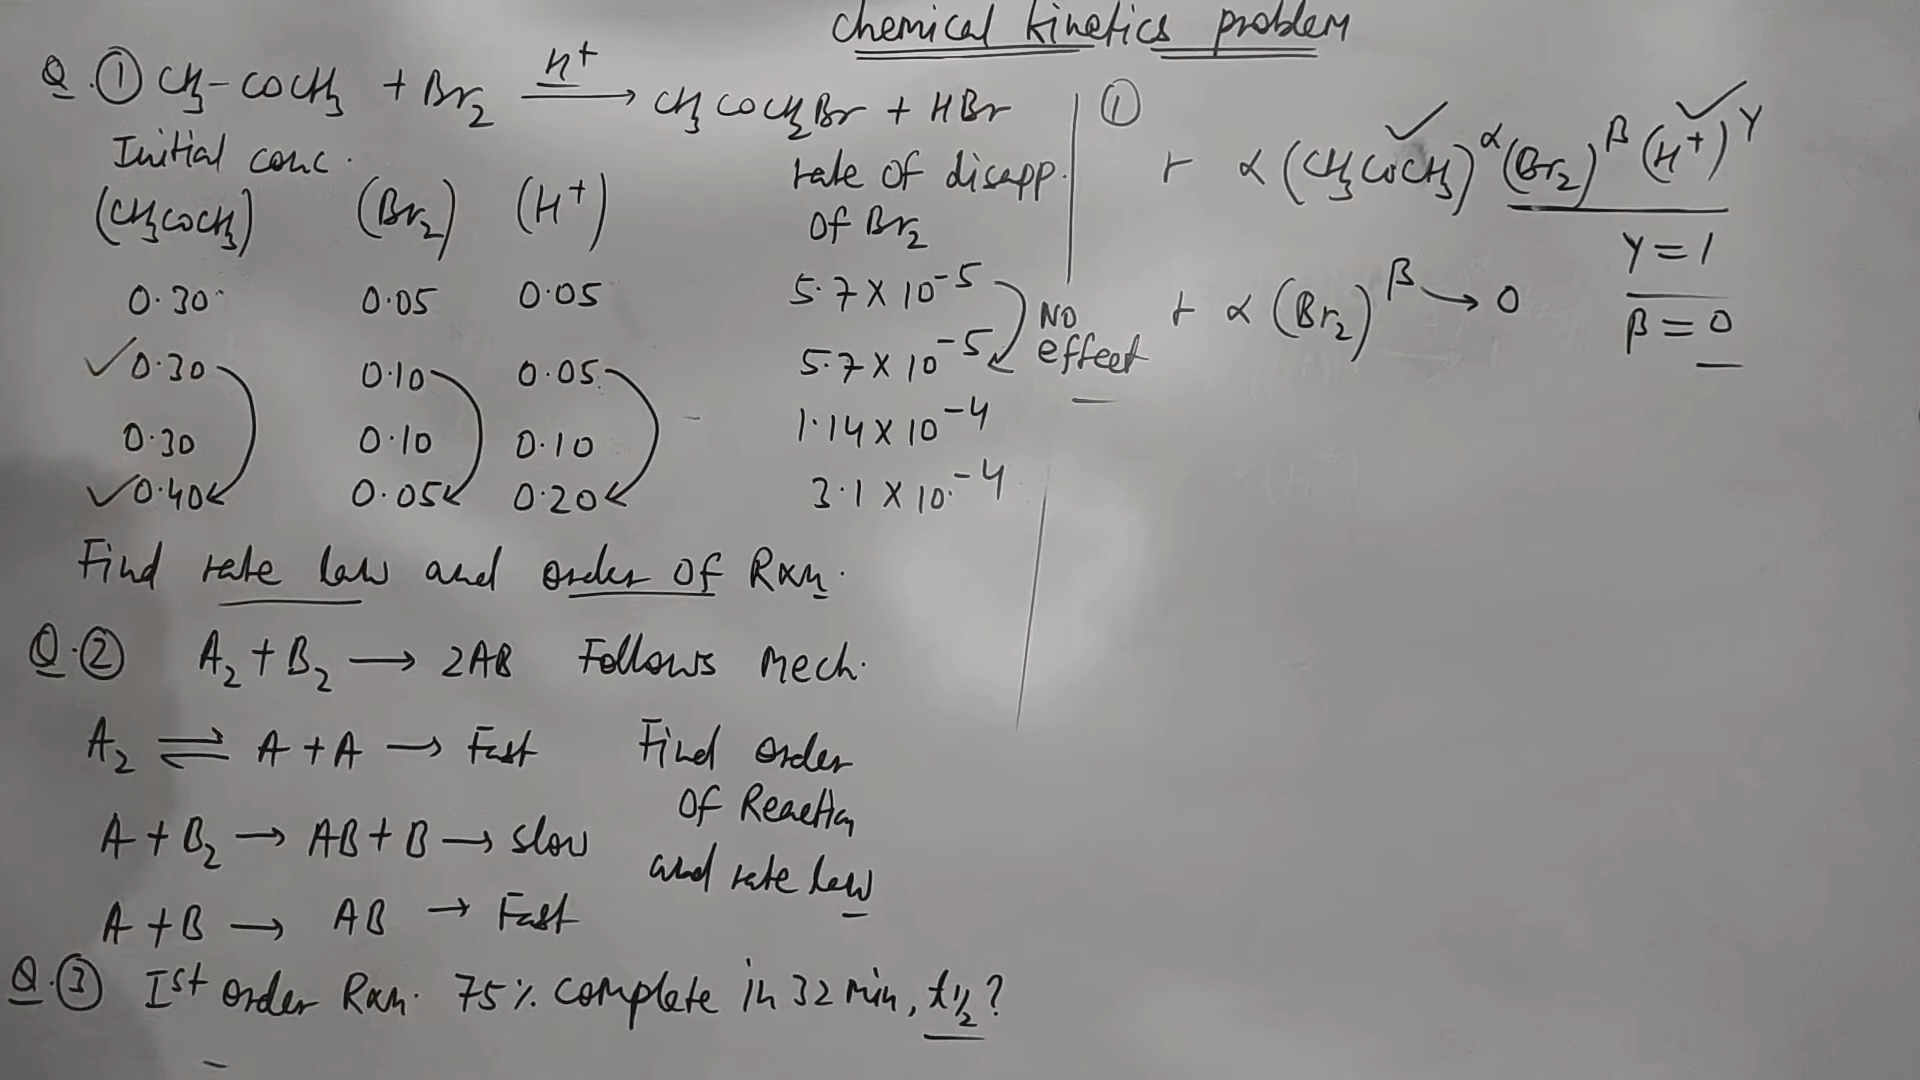 Chemical kinetics problem
Q.① CH3-COCH3 + Br2 H+ → CH3COCH2Br + HBr
Initial conc.
(CH3COCH3) (Br2) (H+) rate of disapp. of Br2
0.30 0.05 0.05 5.7 X 10-5
✓0.30 0.10 0.05 5.7 X 10-5
NO effect
0.30 0.10 0.10 1.14 X 10-4
✓0.40 0.05 0.20 3.1 X 10-4
Find rate law and order of Rxn.
Q.② A2 + B2 → 2AB Follows Mech.
A2 ⇌ A + A → Fast
A + B2 → AB + B → slow
A + B → AB → Fast
Find order
of Reaction
and rate law
Q.③ Ist order Rxn. 75% complete in 32 min, t½?
①
r α (CH3COCH3)α (Br2)β (H+)γ
γ = 1
r α (Br2)β → 0
β = 0